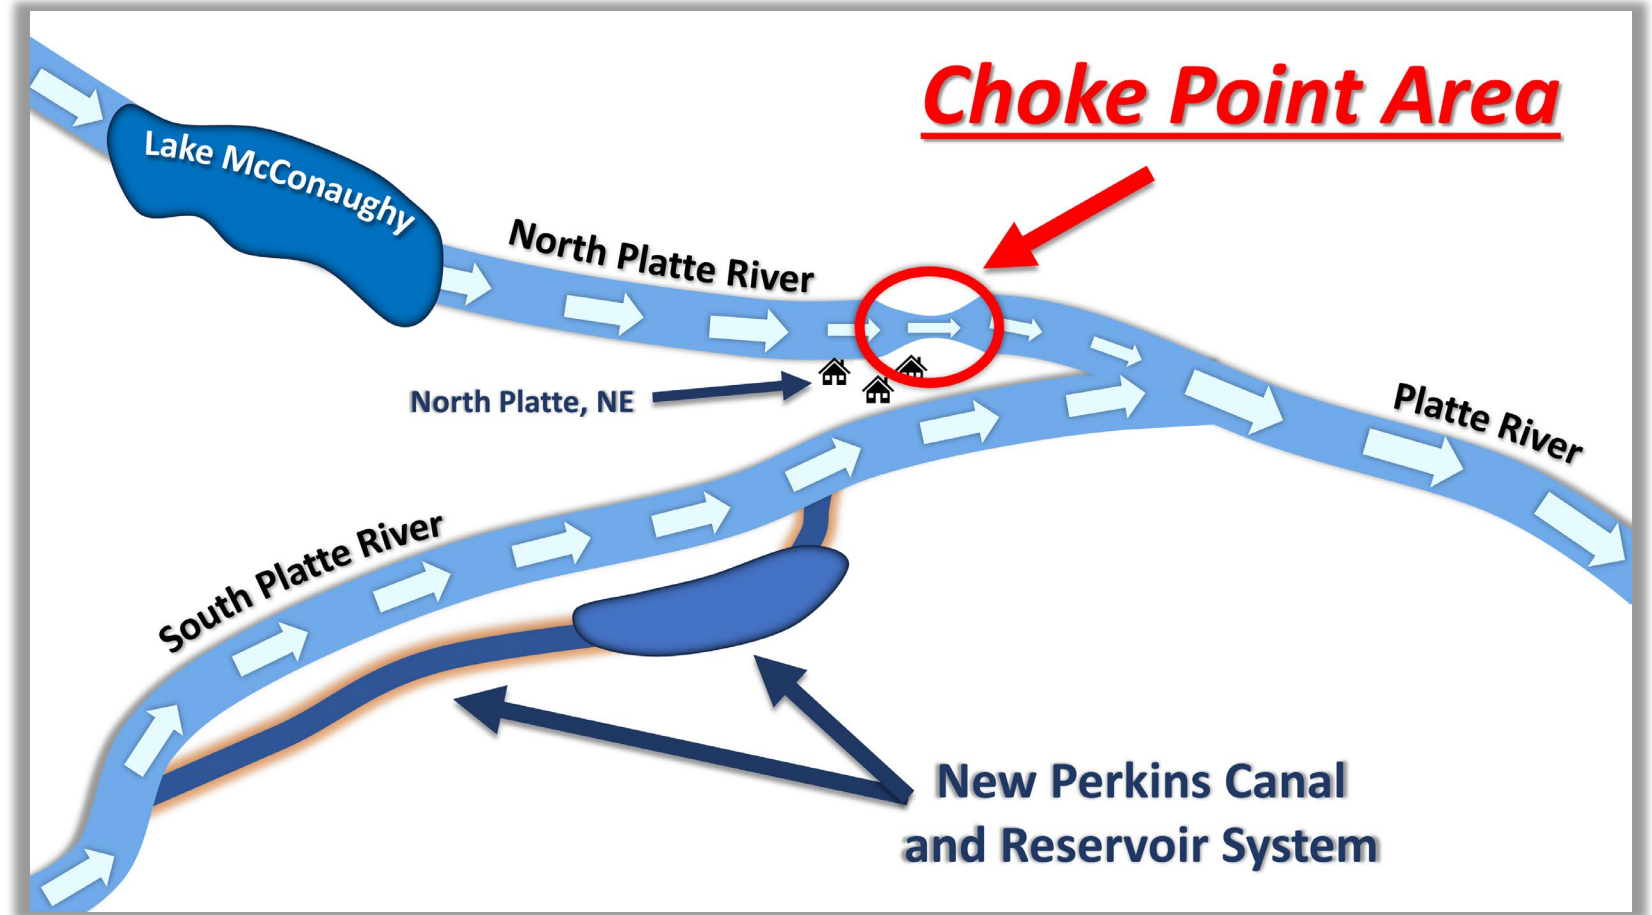 Choke Point Area
Lake McConaughy
North Platte River
North Platte, NE
Platte River
South Platte River
New Perkins Canal
and Reservoir System